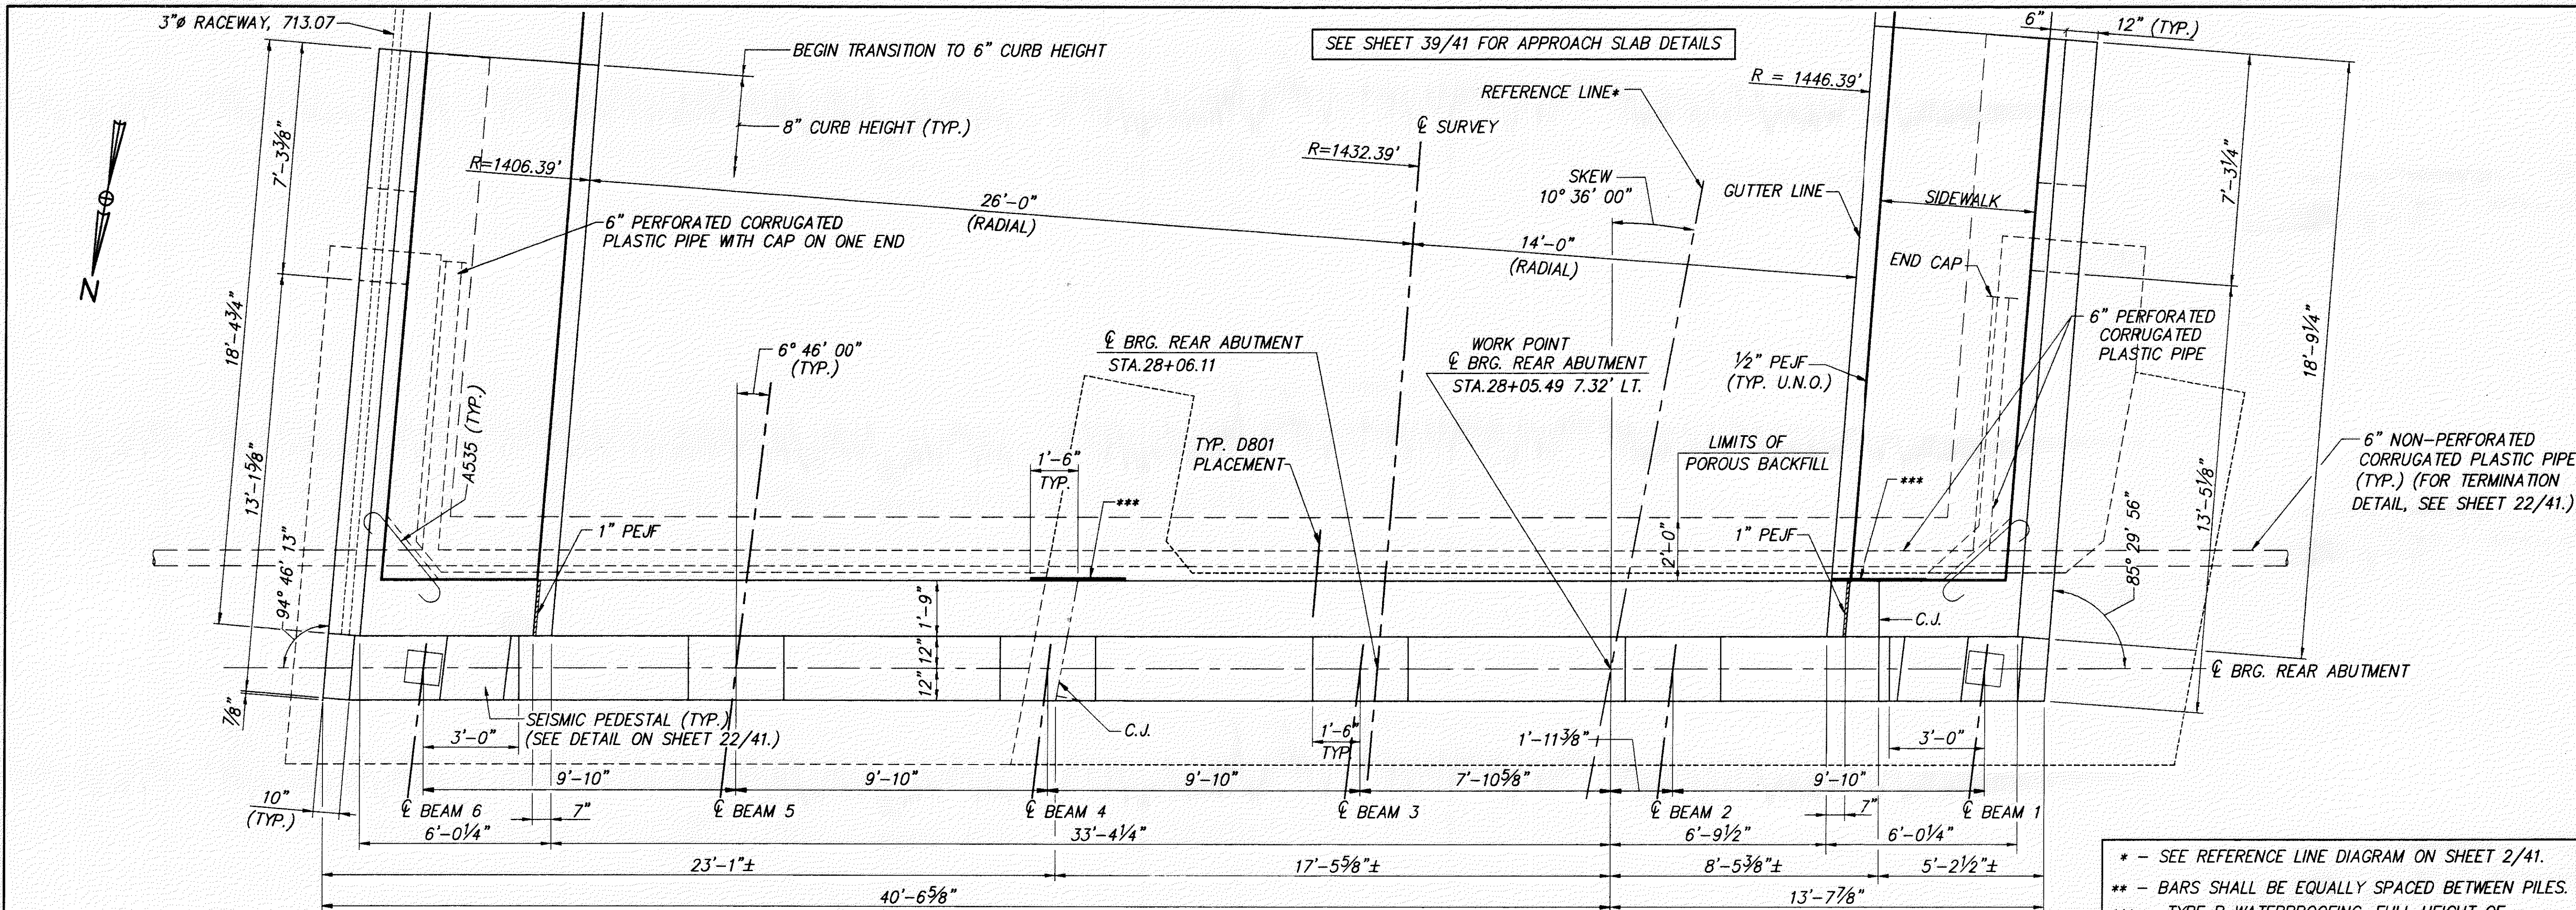 3"ø RACEWAY, 713.07
BEGIN TRANSITION TO 6" CURB HEIGHT
SEE SHEET 39/41 FOR APPROACH SLAB DETAILS
6"
12" (TYP.)
R = 1446.39'
REFERENCE LINE*
℄ SURVEY
8" CURB HEIGHT (TYP.)
7'-3⅜"
R=1406.39'
R=1432.39'
SKEW
10° 36' 00"
GUTTER LINE
SIDEWALK
7'-3¼"
26'-0"
(RADIAL)
6" PERFORATED CORRUGATED
PLASTIC PIPE WITH CAP ON ONE END
14'-0"
(RADIAL)
END CAP
N
18'-4¾"
6° 46' 00"
(TYP.)
℄ BRG. REAR ABUTMENT
STA.28+06.11
WORK POINT
℄ BRG. REAR ABUTMENT
STA.28+05.49 7.32' LT.
½" PEJF
(TYP. U.N.O.)
6" PERFORATED
CORRUGATED
PLASTIC PIPE
18'-9¼"
A535 (TYP.)
13'-1⅝"
1'-6"
TYP.
***
TYP. D801
PLACEMENT
LIMITS OF
POROUS BACKFILL
***
6" NON-PERFORATED
CORRUGATED PLASTIC PIPE
(TYP.) (FOR TERMINATION
DETAIL, SEE SHEET 22/41.)
13'-5⅛"
1" PEJF
2'-0"
1" PEJF
94° 46' 13"
85° 29' 56"
1'-9"
C.J.
12"
12"
℄ BRG. REAR ABUTMENT
⅞"
SEISMIC PEDESTAL (TYP.)
(SEE DETAIL ON SHEET 22/41.)
3'-0"
C.J.
1'-6"
TYP.
1'-11⅜"
3'-0"
9'-10"
9'-10"
9'-10"
7'-10⅝"
9'-10"
10"
(TYP.)
℄ BEAM 6
7"
℄ BEAM 5
℄ BEAM 4
℄ BEAM 3
℄ BEAM 2
7"
℄ BEAM 1
6'-0¼"
33'-4¼"
6'-9½"
6'-0¼"
23'-1"±
17'-5⅝"±
8'-5⅜"±
5'-2½"±
40'-6⅝"
13'-7⅞"
* - SEE REFERENCE LINE DIAGRAM ON SHEET 2/41.
** - BARS SHALL BE EQUALLY SPACED BETWEEN PILES.
*** - TYPE B WATERPROOFING, FULL HEIGHT OF